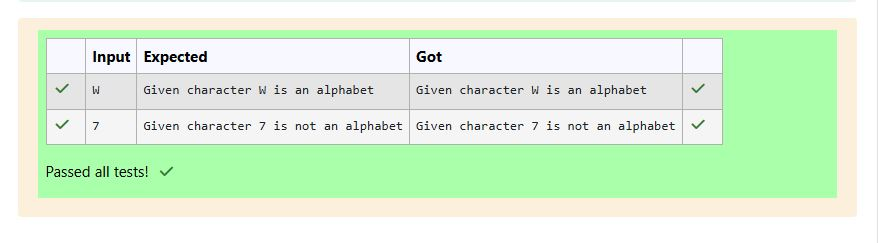 Input Expected Got
W Given character W is an alphabet Given character W is an alphabet
7 Given character 7 is not an alphabet Given character 7 is not an alphabet
Passed all tests!